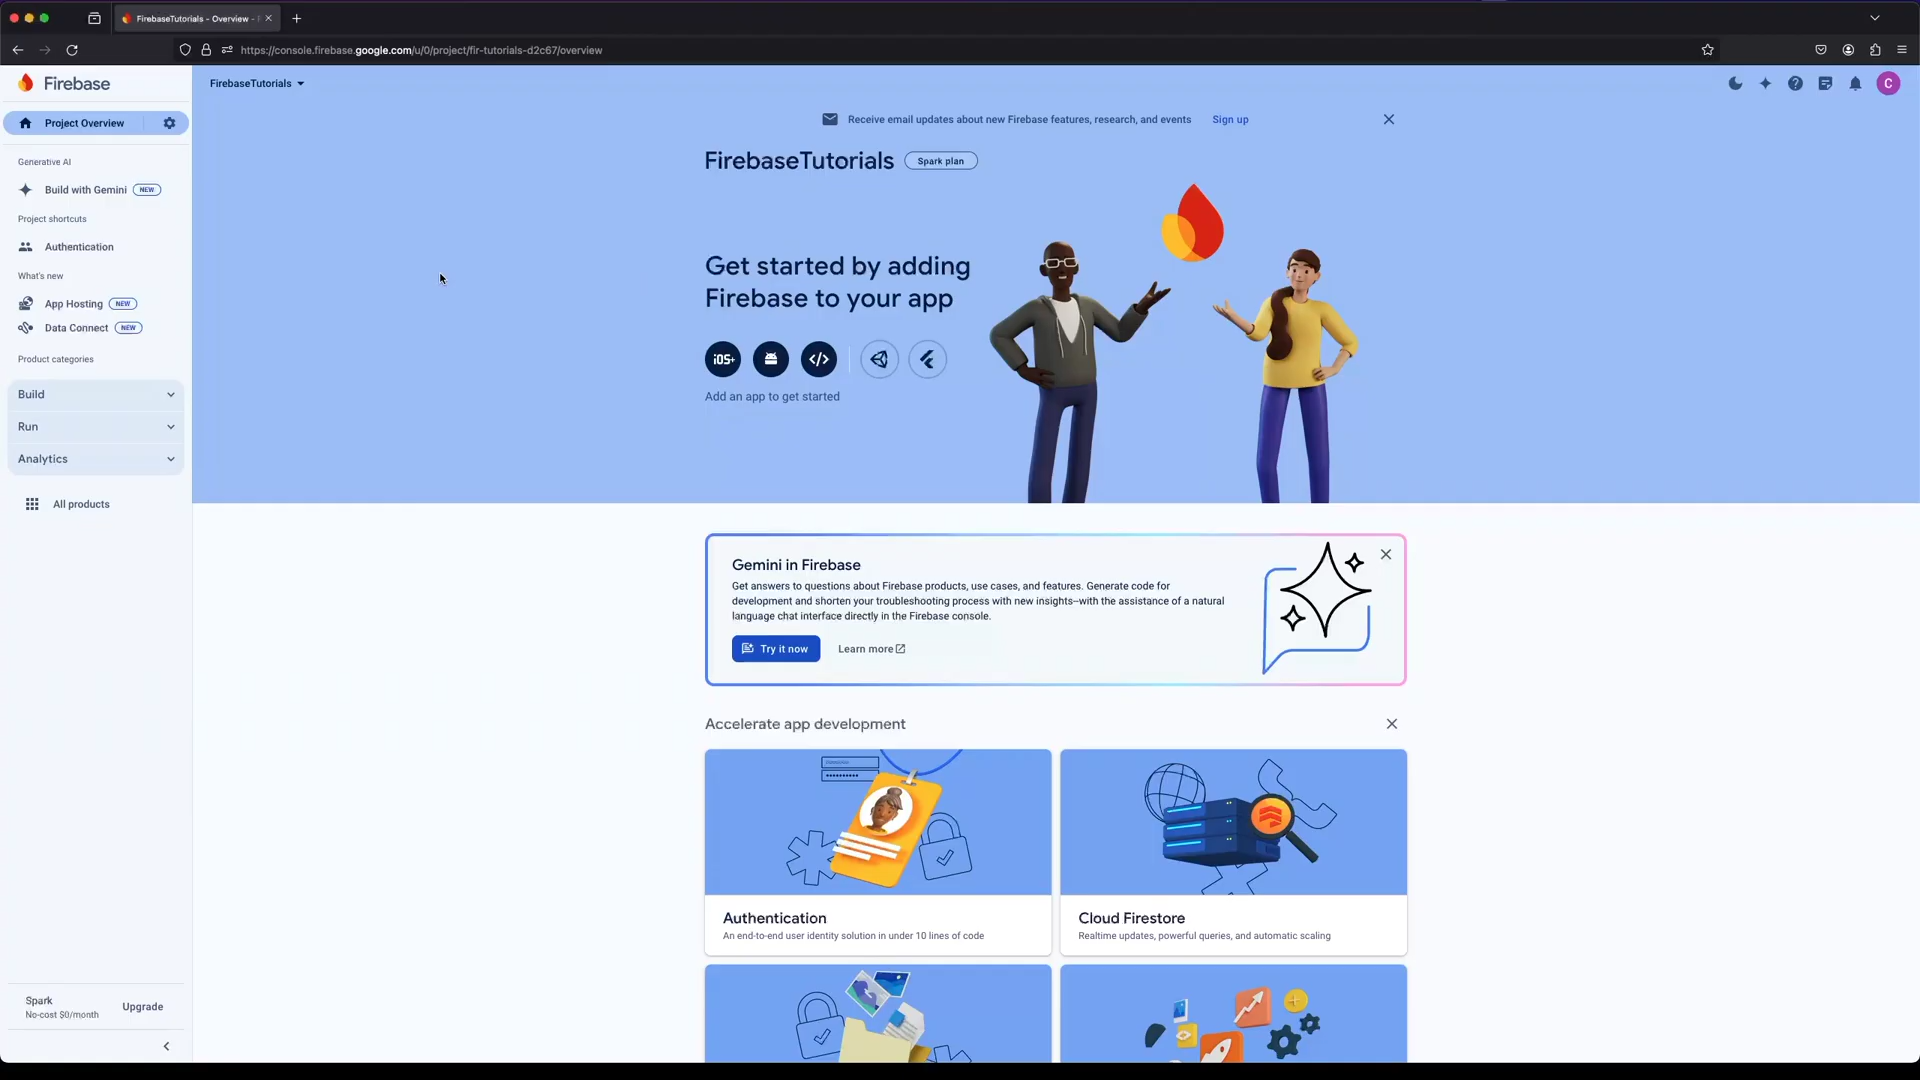 FirebaseTutorials - Overview - F
https://console.firebase.google.com/u/0/project/fir-tutorials-d2c67/overview
Firebase
FirebaseTutorials
C
Project Overview
Receive email updates about new Firebase features, research, and events Sign up
FirebaseTutorials Spark plan
Generative AI
Build with Gemini NEW
Project shortcuts
Authentication
What's new
App Hosting NEW
Data Connect NEW
Product categories
Build
Run
Analytics
All products
Get started by adding
Firebase to your app
iOS+
Add an app to get started
Gemini in Firebase
Get answers to questions about Firebase products, use cases, and features. Generate code for
development and shorten your troubleshooting process with new insights–with the assistance of a natural
language chat interface directly in the Firebase console.
Try it now Learn more
Accelerate app development
Authentication
An end-to-end user identity solution in under 10 lines of code
Cloud Firestore
Realtime updates, powerful queries, and automatic scaling
Spark
No-cost $0/month
Upgrade